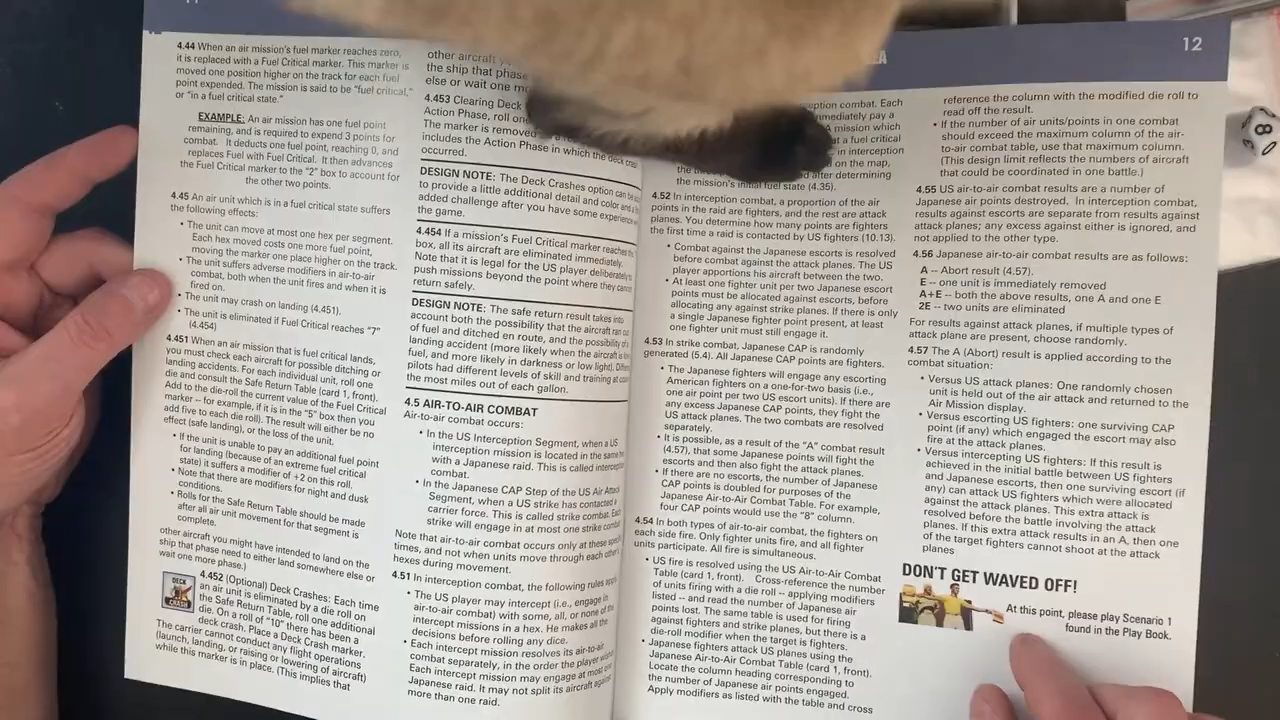 4.44 When an air mission's fuel marker reaches zero,
it is replaced with a Fuel Critical marker. This marker is
moved one position higher on the track for each fuel
point expended. The mission is said to be "fuel critical,"
or "in a fuel critical state."
EXAMPLE: An air mission has one fuel point
remaining, and is required to expend 3 points for
combat. It deducts one fuel point, reaching 0, and
replaces Fuel with Fuel Critical. It then advances
the Fuel Critical marker to the "2" box to account for
the other two points.
4.45 An air unit which is in a fuel critical state suffers
the following effects:
• The unit can move at most one hex per segment.
Each hex moved costs one more fuel point,
moving the marker one place higher on the track.
• The unit suffers adverse modifiers in air-to-air
combat, both when the unit fires and when it is
fired on.
• The unit may crash on landing (4.451).
• The unit is eliminated if Fuel Critical reaches "7"
(4.454)
4.451 When an air mission that is fuel critical lands,
you must check each aircraft for possible ditching or
landing accidents. For each individual unit, roll one
die and consult the Safe Return Table (card 1, front).
Add to the die-roll the current value of the Fuel Critical
marker -- for example, if it is in the "5" box then you
add five to each die roll). The result will either be no
effect (safe landing), or the loss of the unit.
• If the unit is unable to pay an additional fuel point
for landing (because of an extreme fuel critical
state) it suffers a modifier of +2 on this roll.
• Note that there are modifiers for night and dusk
conditions.
• Rolls for the Safe Return Table should be made
after all air unit movement for that segment is
complete.
other aircraft you might have intended to land on the
ship that phase need to either land somewhere else or
wait one more phase.)
DECK
CRASH
4.452 (Optional) Deck Crashes: Each time
an air unit is eliminated by a die roll on
the Safe Return Table, roll one additional
die. On a roll of "10" there has been a
deck crash. Place a Deck Crash marker.
The carrier cannot conduct any flight operations
(launch, landing, or raising or lowering of aircraft)
while this marker is in place. (This implies that
other aircraft
the ship that phase
else or wait one
4.453 Clearing Deck
Action Phase, roll one
The marker is removed
includes the Action Phase in which the deck
occurred.
DESIGN NOTE: The Deck Crashes option can be
to provide a little additional detail and color and
added challenge after you have some experience
the game.
4.454 If a mission's Fuel Critical marker reaches
box, all its aircraft are eliminated immediately.
Note that it is legal for the US player deliberately
push missions beyond the point where they cannot
return safely.
DESIGN NOTE: The safe return result takes into
account both the possibility that the aircraft ran out
of fuel and ditched en route, and the possibility of a
landing accident (more likely when the aircraft is low
fuel, and more likely in darkness or low light).
pilots had different levels of skill and training at
the most miles out of each gallon.
4.5 AIR-TO-AIR COMBAT
Air-to-air combat occurs:
• In the US Interception Segment, when a US
interception mission is located in the same
with a Japanese raid. This is called interception
combat.
• In the Japanese CAP Step of the US Air Attack
Segment, when a US strike has contacted a
carrier force. This is called strike combat. Each
strike will engage in at most one strike combat
Note that air-to-air combat occurs only at these
times, and not when units move through each other's
hexes during movement.
4.51 In interception combat, the following rules apply
• The US player may intercept (i.e., engage in
air-to-air combat) with some, all, or none of the
intercept missions in a hex. He makes all the
decisions before rolling any dice.
• Each intercept mission resolves its air-to-air
combat separately, in the order the player wishes
Each intercept mission may engage at most one
Japanese raid. It may not split its aircraft against
more than one raid.
12
combat. Each
pay a
mission which
at a fuel critical
in interception
on the map,
after determining
the mission's initial fuel state (4.35).
4.52 In interception combat, a proportion of the air
points in the raid are fighters, and the rest are attack
planes. You determine how many points are fighters
the first time a raid is contacted by US fighters (10.13).
• Combat against the Japanese escorts is resolved
before combat against the attack planes. The US
player apportions his aircraft between the two.
• At least one fighter unit per two Japanese escort
points must be allocated against escorts, before
allocating any against strike planes. If there is only
a single Japanese fighter point present, at least
one fighter unit must still engage it.
4.53 In strike combat, Japanese CAP is randomly
generated (5.4). All Japanese CAP points are fighters.
• The Japanese fighters will engage any escorting
American fighters on a one-for-two basis (i.e.,
one air point per two US escort units). If there are
any excess Japanese CAP points, they fight the
US attack planes. The two combats are resolved
separately.
• It is possible, as a result of the "A" combat result
(4.57), that some Japanese points will fight the
escorts and then also fight the attack planes.
• If there are no escorts, the number of Japanese
CAP points is doubled for purposes of the
Japanese Air-to-Air Combat Table. For example,
four CAP points would use the "8" column.
4.54 In both types of air-to-air combat, the fighters on
each side fire. Only fighter units fire, and all fighter
units participate. All fire is simultaneous.
• US fire is resolved using the US Air-to-Air Combat
Table (card 1, front). Cross-reference the number
of units firing with a die roll -- applying modifiers
listed -- and read the number of Japanese air
points lost. The same table is used for firing
against fighters and strike planes, but there is a
die-roll modifier when the target is fighters.
• Japanese fighters attack US planes using the
Japanese Air-to-Air Combat Table (card 1, front).
Locate the column heading corresponding to
the number of Japanese air points engaged.
Apply modifiers as listed with the table and cross
reference the column with the modified die roll to
read off the result.
• If the number of air units/points in one combat
should exceed the maximum column of the air-
to-air combat table, use that maximum column.
(This design limit reflects the numbers of aircraft
that could be coordinated in one battle.)
4.55 US air-to-air combat results are a number of
Japanese air points destroyed. In interception combat,
results against escorts are separate from results against
attack planes; any excess against either is ignored, and
not applied to the other type.
4.56 Japanese air-to-air combat results are as follows:
A -- Abort result (4.57).
E -- one unit is immediately removed
A+E -- both the above results, one A and one E
2E -- two units are eliminated
For results against attack planes, if multiple types of
attack plane are present, choose randomly.
4.57 The A (Abort) result is applied according to the
combat situation:
• Versus US attack planes: One randomly chosen
unit is held out of the air attack and returned to the
Air Mission display.
• Versus escorting US fighters: one surviving CAP
point (if any) which engaged the escort may also
fire at the attack planes.
• Versus intercepting US fighters: If this result is
achieved in the initial battle between US fighters
and Japanese escorts, then one surviving escort (if
any) can attack US fighters which were allocated
against the attack planes. This extra attack is
resolved before the battle involving the attack
planes. If this extra attack results in an A, then one
of the target fighters cannot shoot at the attack
planes
DON'T GET WAVED OFF!
At this point, please play Scenario 1
found in the Play Book.
8